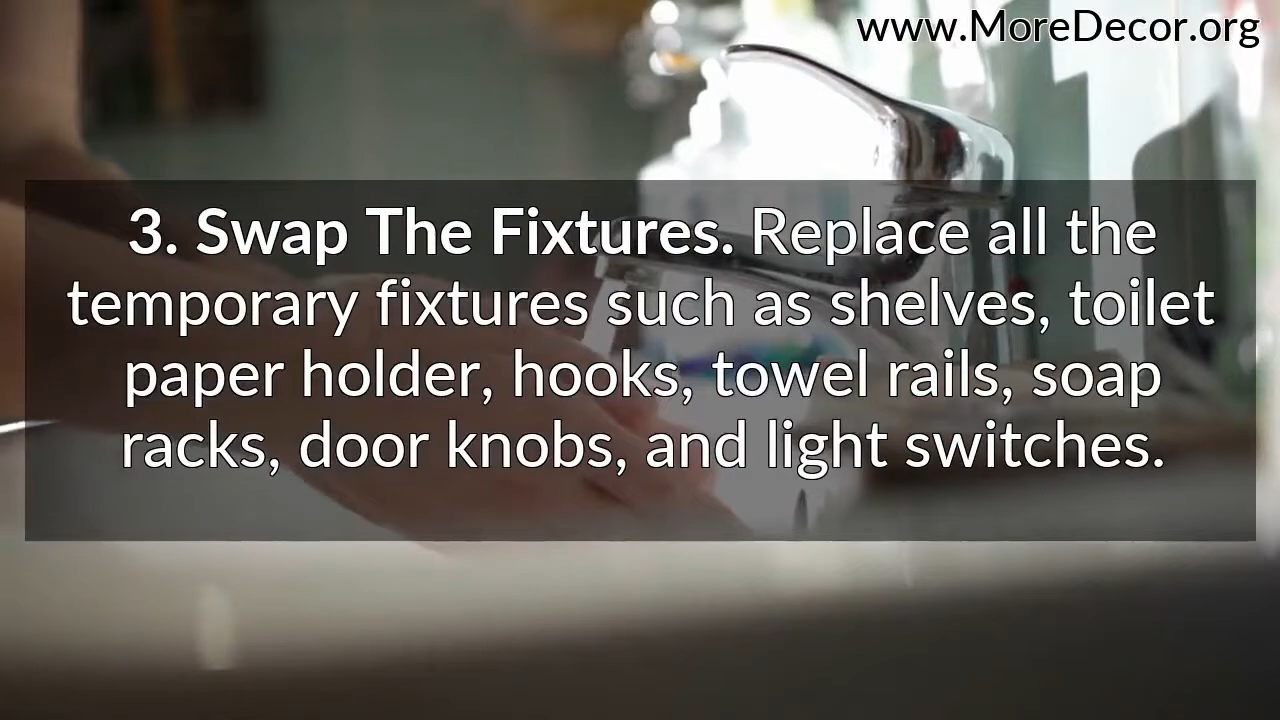 www.MoreDecor.org
3. Swap The Fixtures. Replace all the
temporary fixtures such as shelves, toilet
paper holder, hooks, towel rails, soap
racks, door knobs, and light switches.